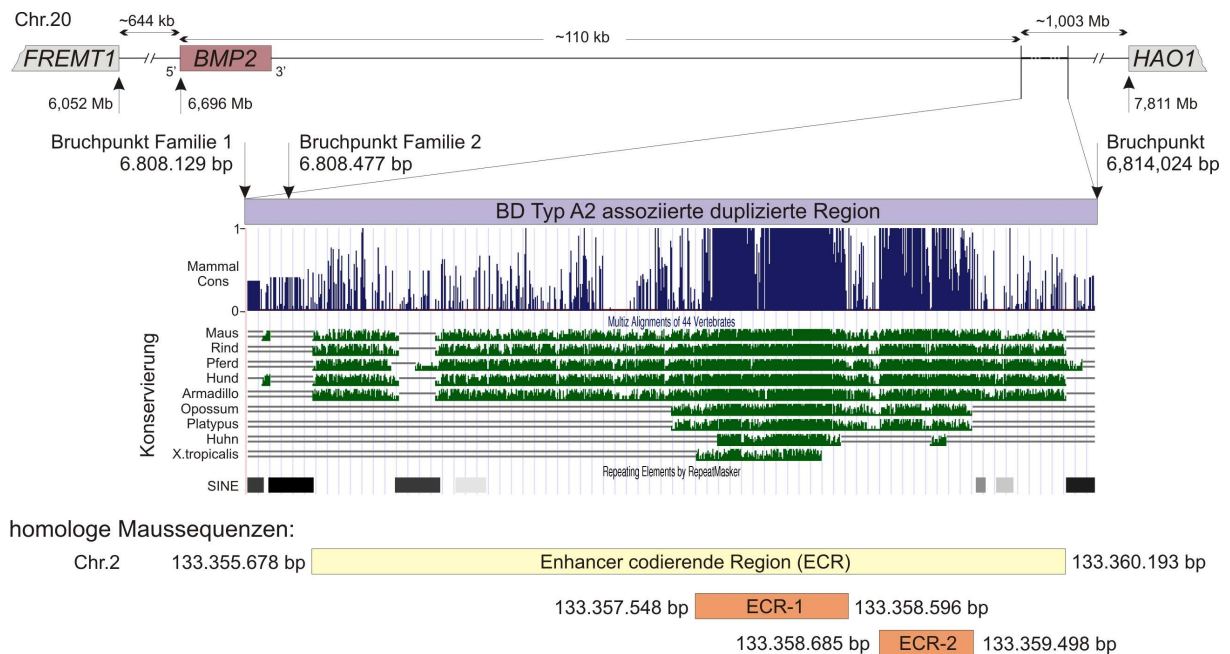 Chr.20
~644 kb
~110 kb
~1,003 Mb
FREMT1
BMP2
HAO1
5'
3'
6,052 Mb
6,696 Mb
7,811 Mb
Bruchpunkt Familie 1
6.808.129 bp
Bruchpunkt Familie 2
6.808.477 bp
Bruchpunkt
6,814,024 bp
BD Typ A2 assoziierte duplizierte Region
1
Mammal
Cons
0
Multiz Alignments of 44 Vertebrates
Konservierung
Maus
Rind
Pferd
Hund
Armadillo
Opossum
Platypus
Huhn
X.tropicalis
Repeating Elements by RepeatMasker
SINE
homologe Maussequenzen:
Chr.2
133.355.678 bp
Enhancer codierende Region (ECR)
133.360.193 bp
133.357.548 bp
ECR-1
133.358.596 bp
133.358.685 bp
ECR-2
133.359.498 bp